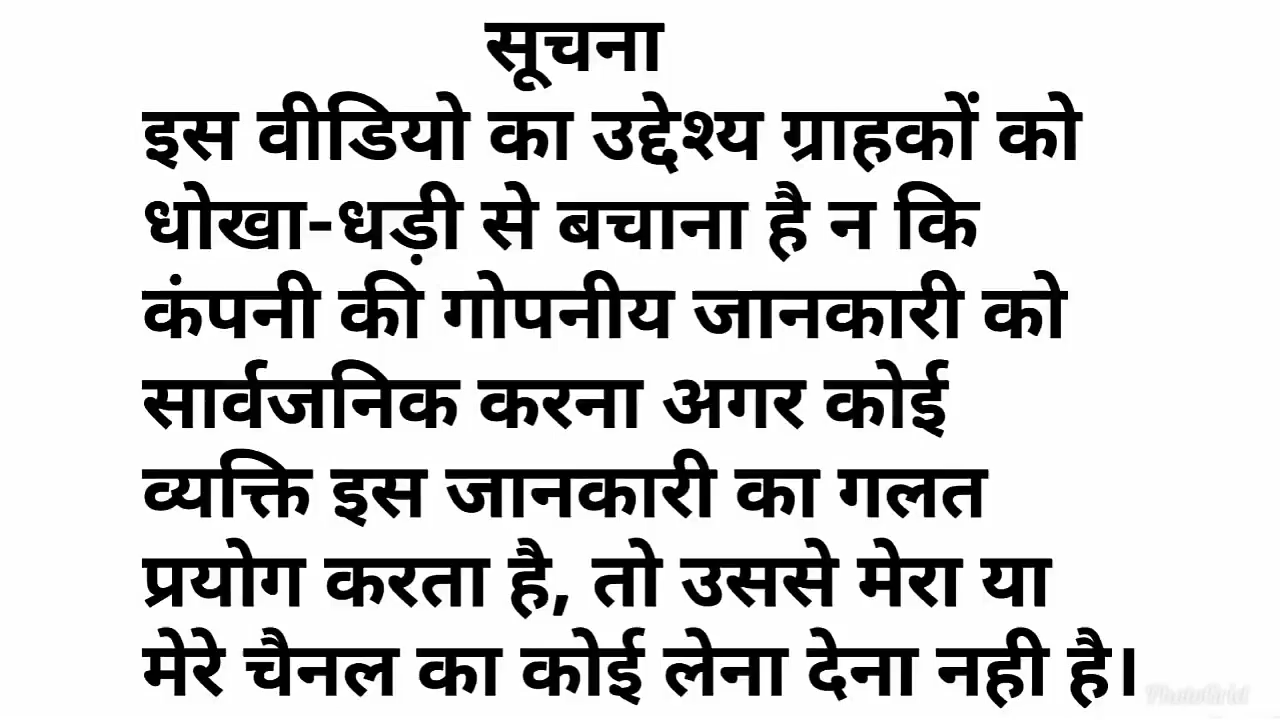 सूचना
इस वीडियो का उद्देश्य ग्राहकों को
धोखा-धड़ी से बचाना है न कि
कंपनी की गोपनीय जानकारी को
सार्वजनिक करना अगर कोई
व्यक्ति इस जानकारी का गलत
प्रयोग करता है, तो उससे मेरा या
मेरे चैनल का कोई लेना देना नही है।
PhotoGrid